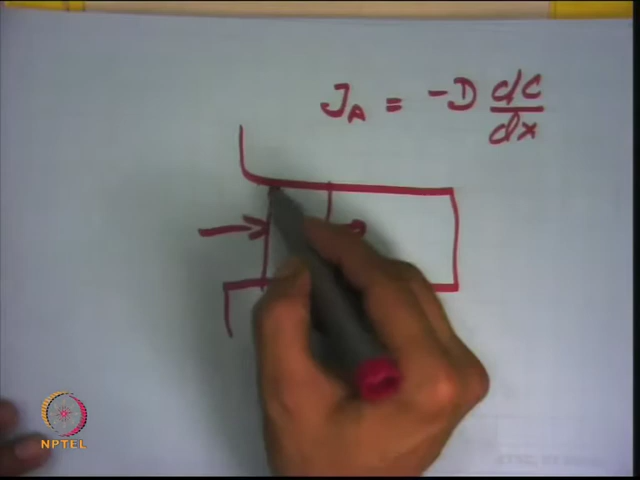 J_A = -D dC/dx
NPTEL